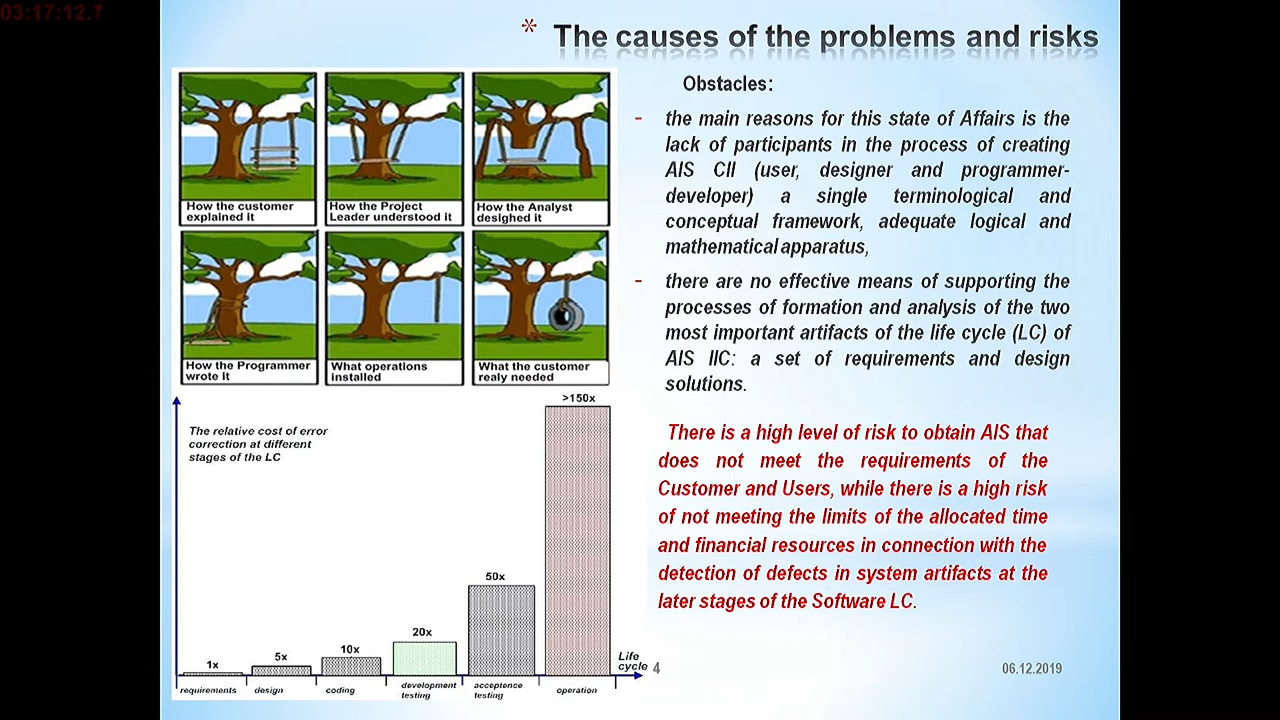 03:17:12.7
* The causes of the problems and risks
How the customer
explained it
How the Project
Leader understood it
How the Analyst
desighed it
How the Programmer
wrote it
What operations
installed
What the customer
realy needed
The relative cost of error
correction at different
stages of the LC
1x
5x
10x
20x
50x
>150x
requirements
design
coding
development
testing
acceptence
testing
operation
Life
cycle
Obstacles:
- the main reasons for this state of Affairs is the
lack of participants in the process of creating
AIS CII (user, designer and programmer-
developer) a single terminological and
conceptual framework, adequate logical and
mathematical apparatus,
- there are no effective means of supporting the
processes of formation and analysis of the two
most important artifacts of the life cycle (LC) of
AIS IIC: a set of requirements and design
solutions.
There is a high level of risk to obtain AIS that
does not meet the requirements of the
Customer and Users, while there is a high risk
of not meeting the limits of the allocated time
and financial resources in connection with the
detection of defects in system artifacts at the
later stages of the Software LC.
4
06.12.2019